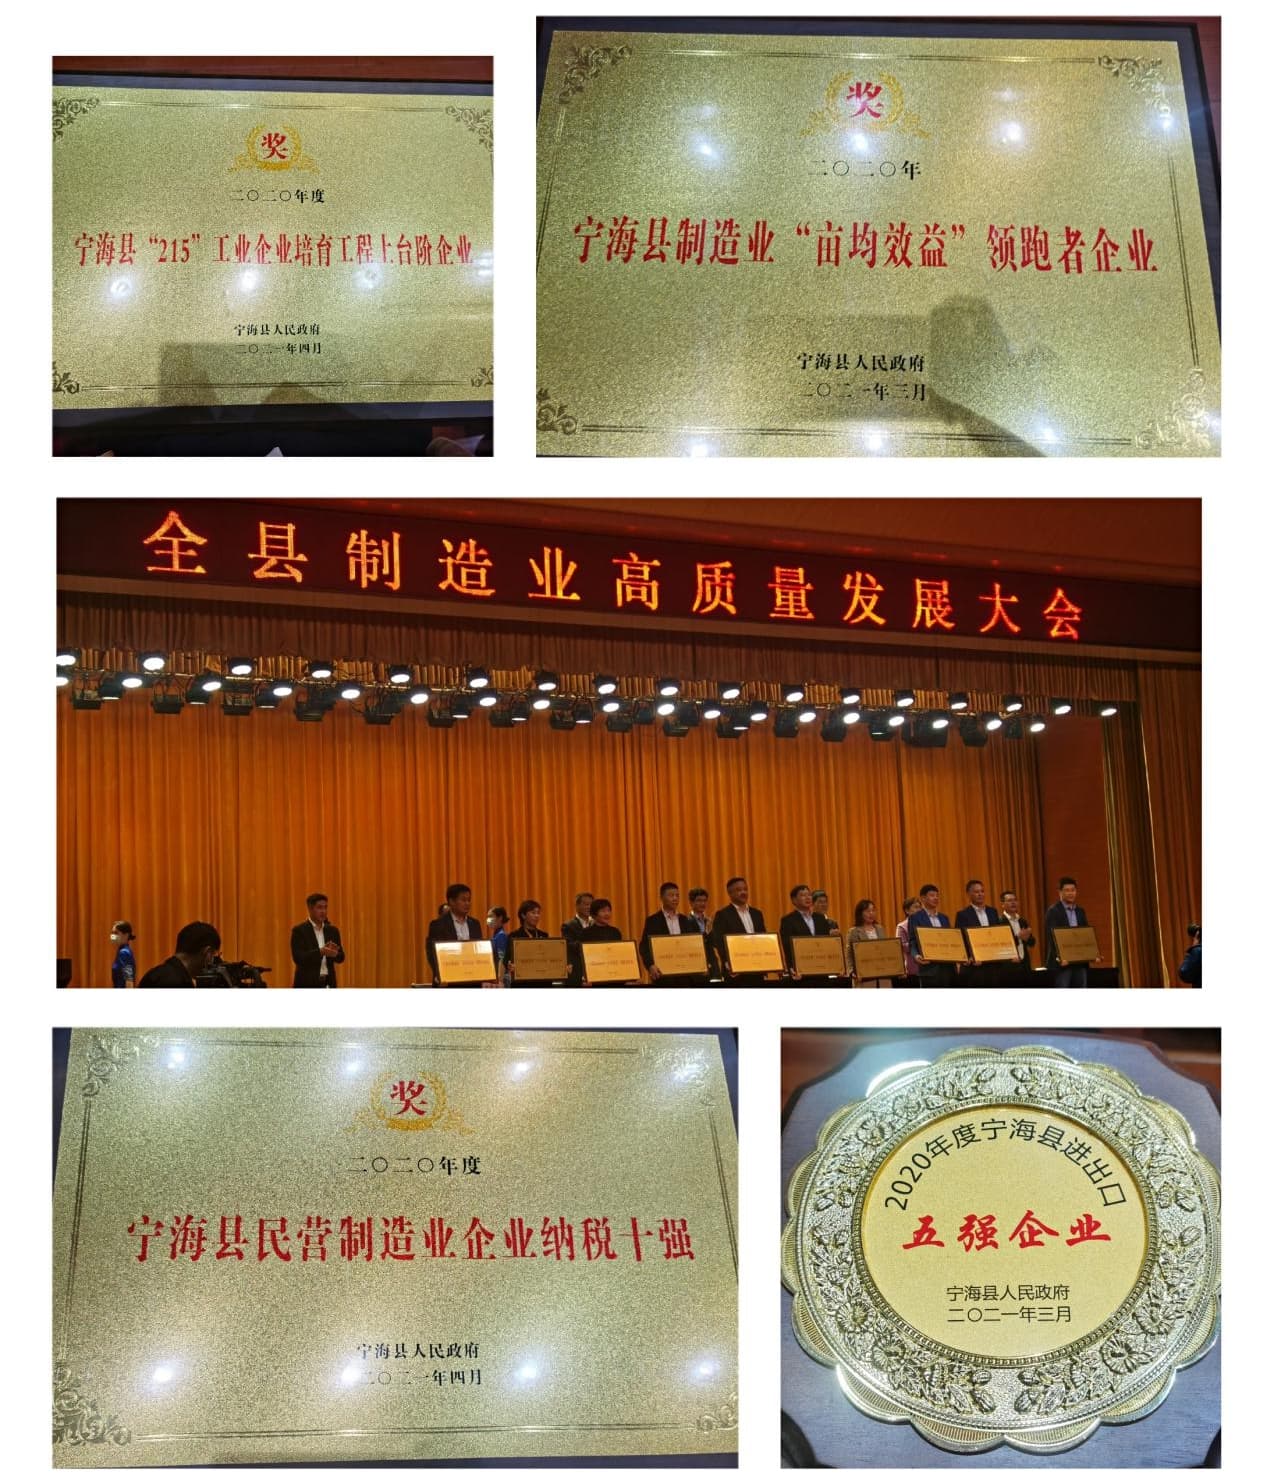 奖
二〇二〇年度
宁海县“215”工业企业培育工程上台阶企业
宁海县人民政府
二〇二一年四月
奖
二〇二〇年
宁海县制造业“亩均效益”领跑者企业
宁海县人民政府
二〇二一年三月
全县制造业高质量发展大会
奖
二〇二〇年度
宁海县民营制造业企业纳税十强
宁海县人民政府
二〇二一年四月
2020年度宁海县进出口
五强企业
宁海县人民政府
二〇二一年三月